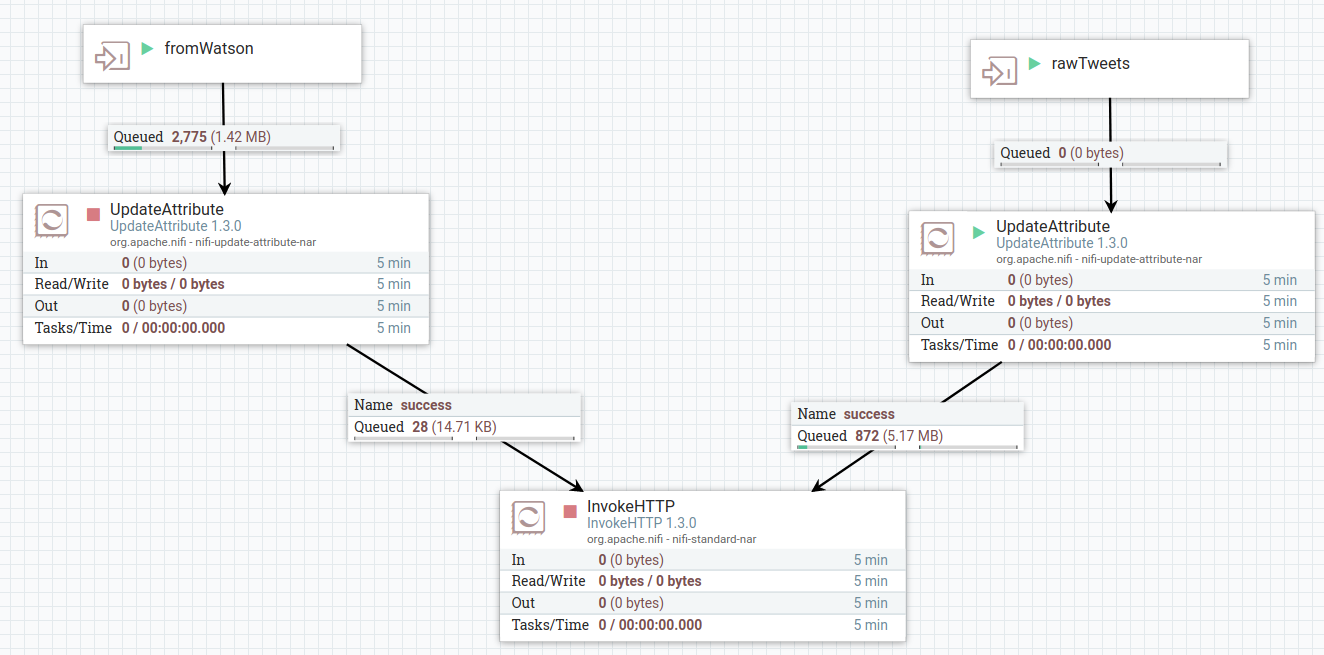 fromWatson
Queued 2,775 (1.42 MB)
UpdateAttribute
UpdateAttribute 1.3.0
org.apache.nifi - nifi-update-attribute-nar
In 0 (0 bytes) 5 min
Read/Write 0 bytes / 0 bytes 5 min
Out 0 (0 bytes) 5 min
Tasks/Time 0 / 00:00:00.000 5 min
Name success
Queued 28 (14.71 KB)
rawTweets
Queued 0 (0 bytes)
UpdateAttribute
UpdateAttribute 1.3.0
org.apache.nifi - nifi-update-attribute-nar
In 0 (0 bytes) 5 min
Read/Write 0 bytes / 0 bytes 5 min
Out 0 (0 bytes) 5 min
Tasks/Time 0 / 00:00:00.000 5 min
Name success
Queued 872 (5.17 MB)
InvokeHTTP
InvokeHTTP 1.3.0
org.apache.nifi - nifi-standard-nar
In 0 (0 bytes) 5 min
Read/Write 0 bytes / 0 bytes 5 min
Out 0 (0 bytes) 5 min
Tasks/Time 0 / 00:00:00.000 5 min